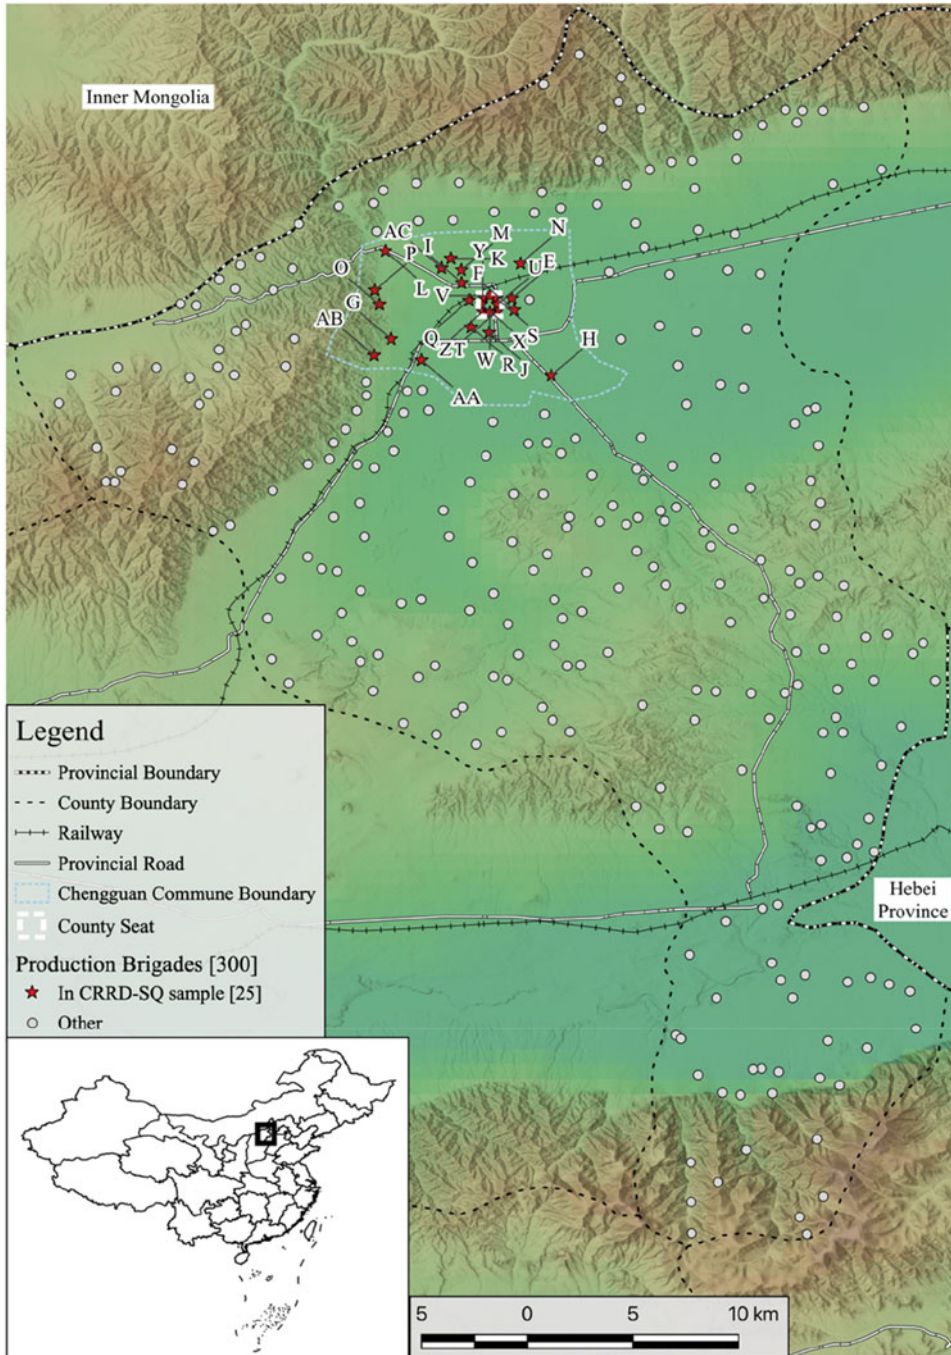 Inner Mongolia
N
M
AC
I
Y
K
U
E
P
F
O
L
V
G
AB
Q
Z
T
S
X
H
W
R
J
AA
Legend
Provincial Boundary
County Boundary
Railway
Provincial Road
Chengguan Commune Boundary
County Seat
Production Brigades [300]
In CRRD-SQ sample [25]
Other
Hebei
Province
5 0 5 10 km